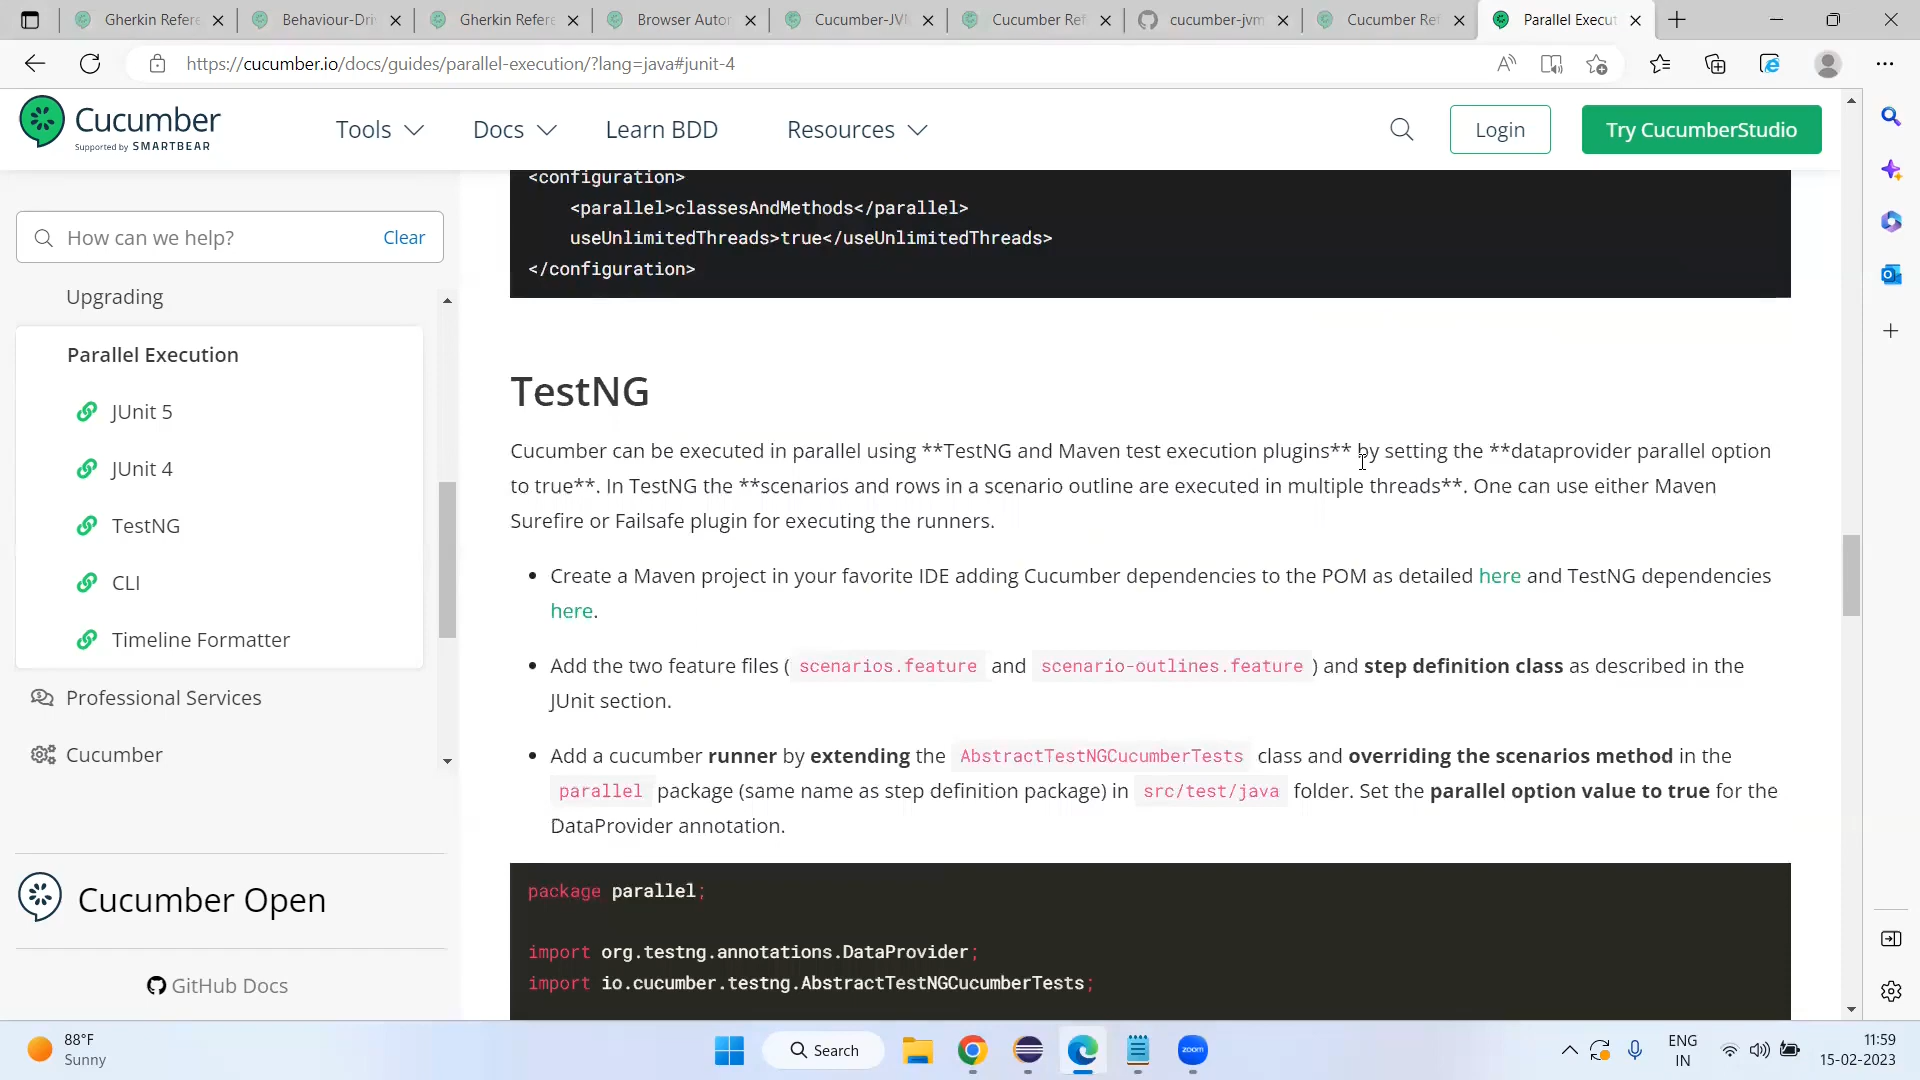 Gherkin Refere
Behaviour-Driv
Gherkin Refere
Browser Autor
Cucumber-JVM
Cucumber Ref
cucumber-jvm
Cucumber Ref
Parallel Execut
https://cucumber.io/docs/guides/parallel-execution/?lang=java#junit-4
Cucumber
Supported by SMARTBEAR
Tools
Docs
Learn BDD
Resources
Login
Try CucumberStudio
How can we help?
Clear
Upgrading
Parallel Execution
JUnit 5
JUnit 4
TestNG
CLI
Timeline Formatter
Professional Services
Cucumber
Cucumber Open
GitHub Docs
<configuration>
<parallel>classesAndMethods</parallel>
useUnlimitedThreads>true</useUnlimitedThreads>
</configuration>
TestNG
Cucumber can be executed in parallel using **TestNG and Maven test execution plugins** by setting the **dataprovider parallel option
to true**. In TestNG the **scenarios and rows in a scenario outline are executed in multiple threads**. One can use either Maven
Surefire or Failsafe plugin for executing the runners.
• Create a Maven project in your favorite IDE adding Cucumber dependencies to the POM as detailed here and TestNG dependencies
here.
• Add the two feature files ( scenarios.feature and scenario-outlines.feature ) and step definition class as described in the
JUnit section.
• Add a cucumber runner by extending the AbstractTestNGCucumberTests class and overriding the scenarios method in the
parallel package (same name as step definition package) in src/test/java folder. Set the parallel option value to true for the
DataProvider annotation.
package parallel;
import org.testng.annotations.DataProvider;
import io.cucumber.testng.AbstractTestNGCucumberTests;
88°F
Sunny
Search
zoom
ENG
IN
11:59
15-02-2023